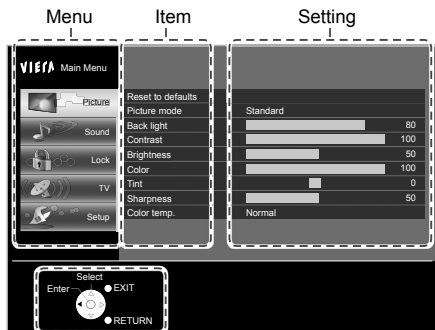 Menu Item Setting
VIERA Main Menu
Picture
Sound
Lock
TV
Setup
Reset to defaults
Picture mode Standard
Back light 80
Contrast 100
Brightness 50
Color 100
Tint 0
Sharpness 50
Color temp. Normal
Select
Enter EXIT
RETURN